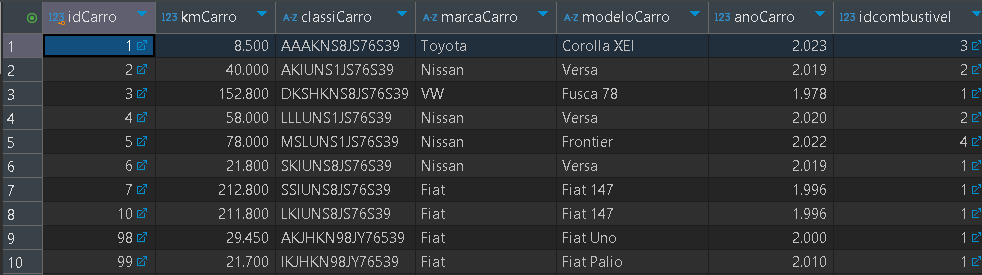 123 idCarro 123 kmCarro A-Z classiCarro A-Z marcaCarro A-Z modeloCarro 123 anoCarro 123 idcombustivel
1 1 8.500 AAAKNS8JS76S39 Toyota Corolla XEI 2.023 3
2 2 40.000 AKIUNS1JS76S39 Nissan Versa 2.019 2
3 3 152.800 DKSHKNS8JS76S39 VW Fusca 78 1.978 1
4 4 58.000 LLLUNS1JS76S39 Nissan Versa 2.020 2
5 5 78.000 MSLUNS1JS76S39 Nissan Frontier 2.022 4
6 6 21.800 SKIUNS8JS76S39 Nissan Versa 2.019 1
7 7 212.800 SSIUNS8JS76S39 Fiat Fiat 147 1.996 1
8 10 211.800 LKIUNS8JS76S39 Fiat Fiat 147 1.996 1
9 98 29.450 AKJHKN98JY76539 Fiat Fiat Uno 2.000 1
10 99 21.700 IKJHKN98JY76539 Fiat Fiat Palio 2.010 1